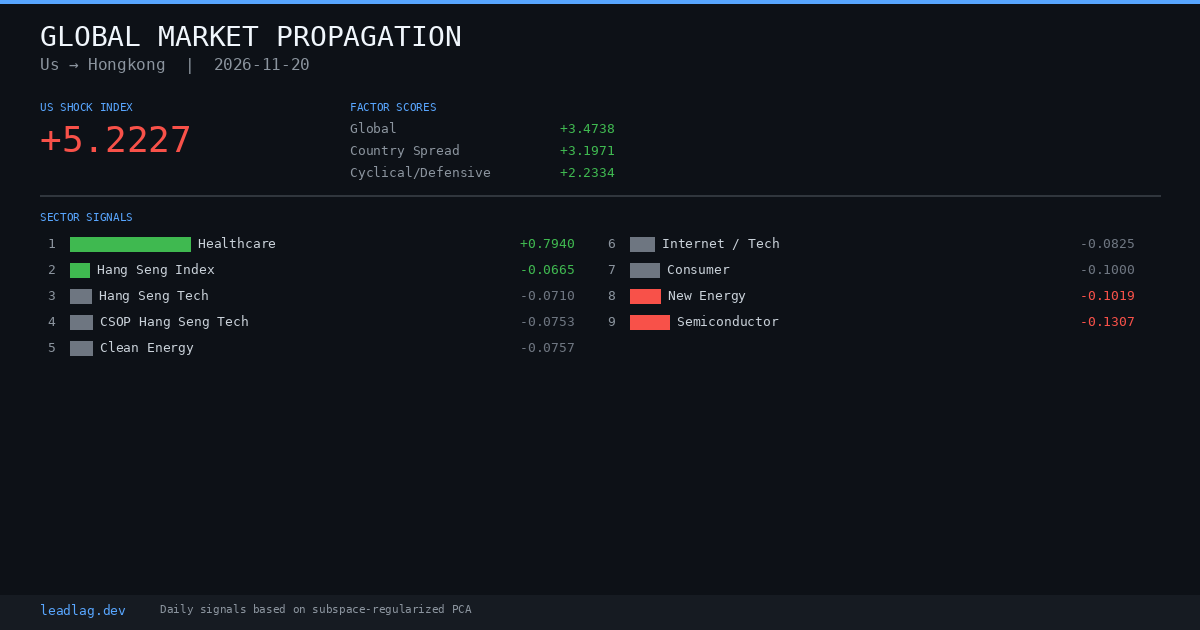 GLOBAL MARKET PROPAGATION
Us → Hongkong | 2026-11-20
US SHOCK INDEX
+5.2227
FACTOR SCORES
Global +3.4738
Country Spread +3.1971
Cyclical/Defensive +2.2334
SECTOR SIGNALS
1 Healthcare +0.7940
2 Hang Seng Index -0.0665
3 Hang Seng Tech -0.0710
4 CSOP Hang Seng Tech -0.0753
5 Clean Energy -0.0757
6 Internet / Tech -0.0825
7 Consumer -0.1000
8 New Energy -0.1019
9 Semiconductor -0.1307
leadlag.dev Daily signals based on subspace-regularized PCA